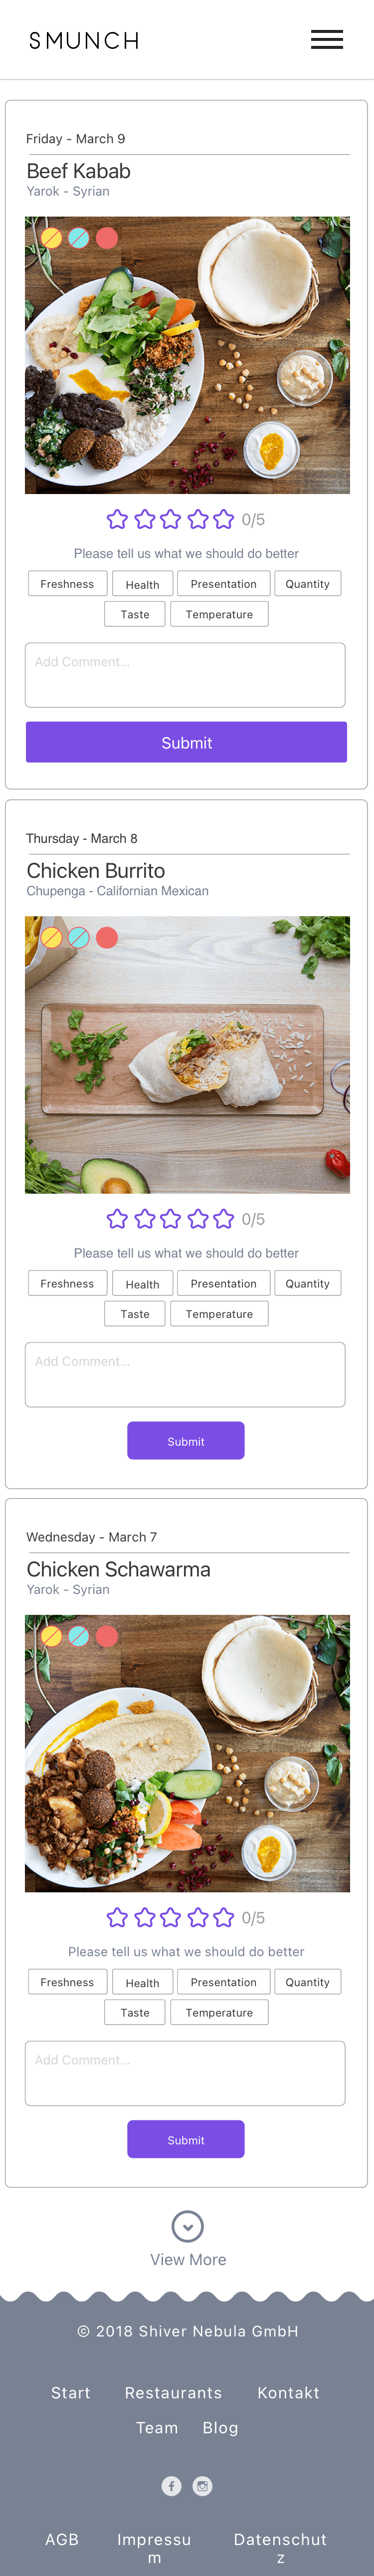 SMUNCH
Friday - March 9
Beef Kabab
Yarok - Syrian
0/5
Please tell us what we should do better
Freshness Health Presentation Quantity
Taste Temperature
Add Comment...
Submit
Thursday - March 8
Chicken Burrito
Chupenga - Californian Mexican
0/5
Please tell us what we should do better
Freshness Health Presentation Quantity
Taste Temperature
Add Comment...
Submit
Wednesday - March 7
Chicken Schawarma
Yarok - Syrian
0/5
Please tell us what we should do better
Freshness Health Presentation Quantity
Taste Temperature
Add Comment...
Submit
View More
© 2018 Shiver Nebula GmbH
Start Restaurants Kontakt
Team Blog
AGB Impressu Datenschut
m z